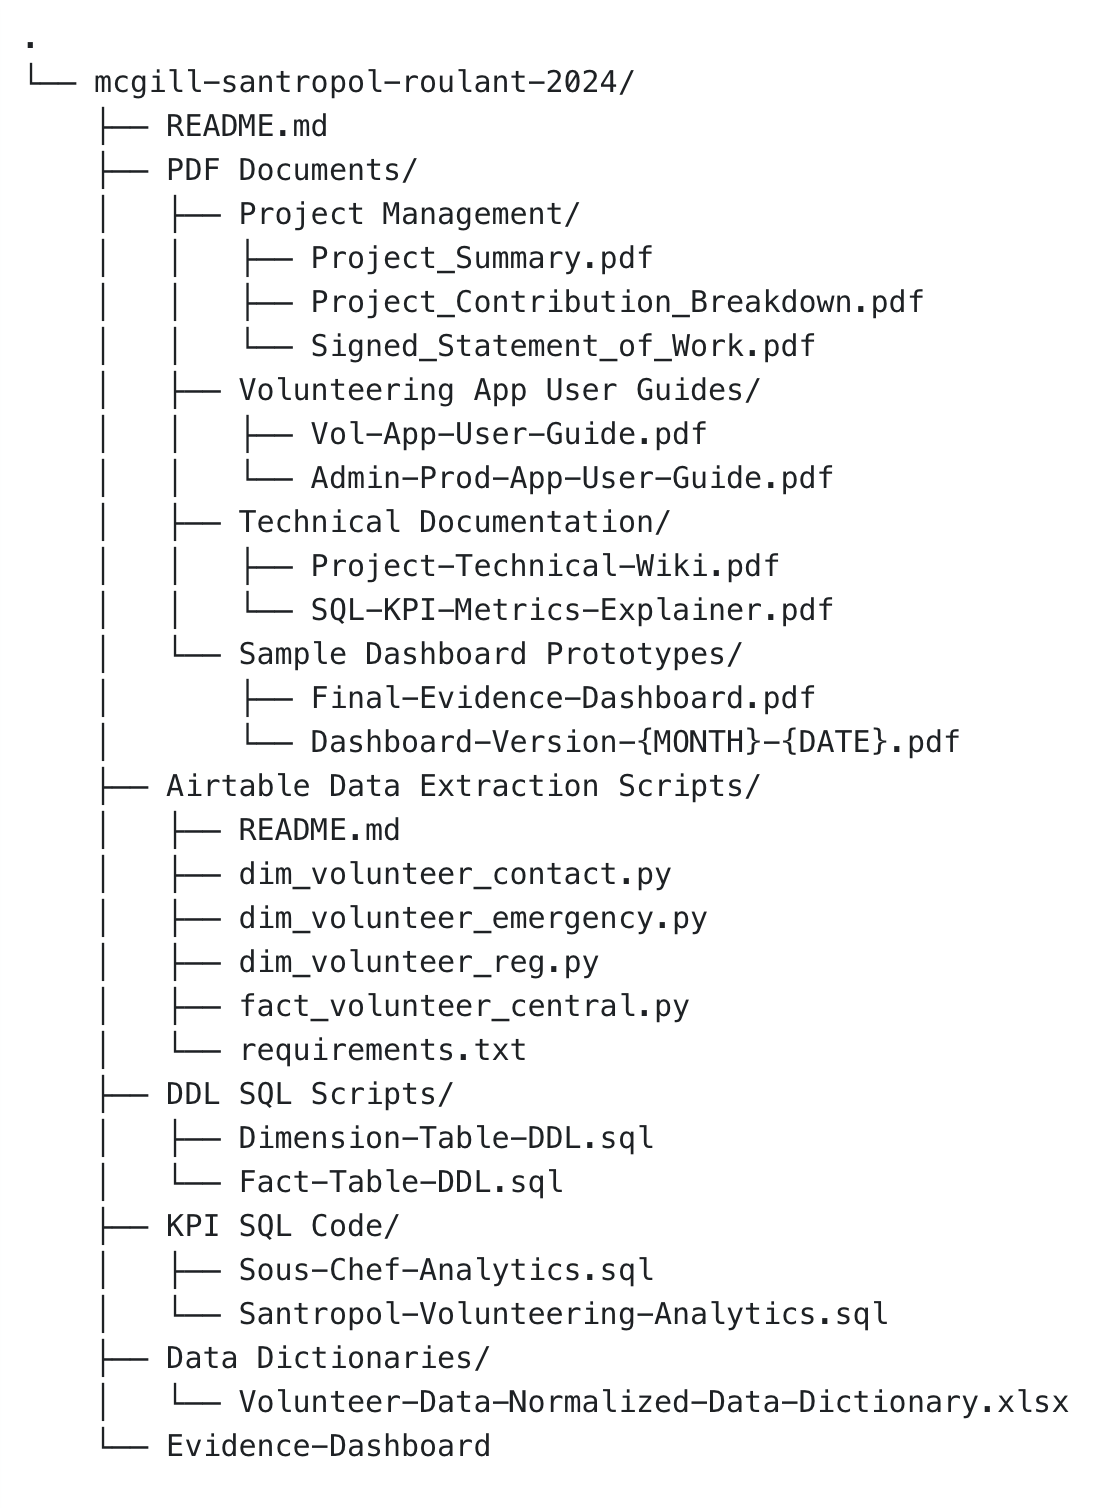 .
└── mcgill-santropol-roulant-2024/
    ├── README.md
    ├── PDF Documents/
    │   ├── Project Management/
    │   │   ├── Project_Summary.pdf
    │   │   ├── Project_Contribution_Breakdown.pdf
    │   │   └── Signed_Statement_of_Work.pdf
    │   ├── Volunteering App User Guides/
    │   │   ├── Vol-App-User-Guide.pdf
    │   │   └── Admin-Prod-App-User-Guide.pdf
    │   ├── Technical Documentation/
    │   │   ├── Project-Technical-Wiki.pdf
    │   │   └── SQL-KPI-Metrics-Explainer.pdf
    │   └── Sample Dashboard Prototypes/
    │       ├── Final-Evidence-Dashboard.pdf
    │       └── Dashboard-Version-{MONTH}-{DATE}.pdf
    ├── Airtable Data Extraction Scripts/
    │   ├── README.md
    │   ├── dim_volunteer_contact.py
    │   ├── dim_volunteer_emergency.py
    │   ├── dim_volunteer_reg.py
    │   ├── fact_volunteer_central.py
    │   └── requirements.txt
    ├── DDL SQL Scripts/
    │   ├── Dimension-Table-DDL.sql
    │   └── Fact-Table-DDL.sql
    ├── KPI SQL Code/
    │   ├── Sous-Chef-Analytics.sql
    │   └── Santropol-Volunteering-Analytics.sql
    ├── Data Dictionaries/
    │   └── Volunteer-Data-Normalized-Data-Dictionary.xlsx
    └── Evidence-Dashboard